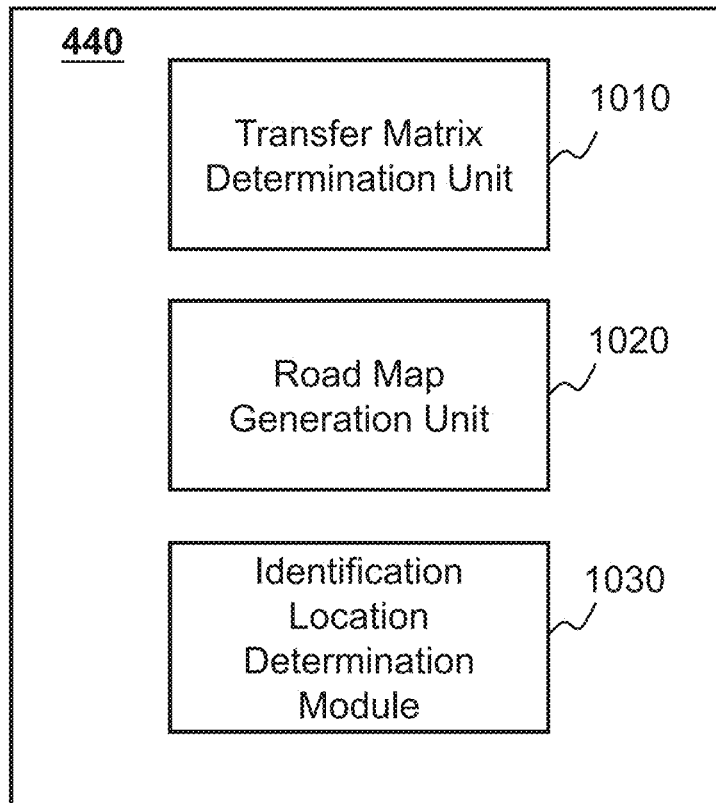 440
Transfer Matrix
Determination Unit
1010
Road Map
Generation Unit
1020
Identification
Location
Determination
Module
1030